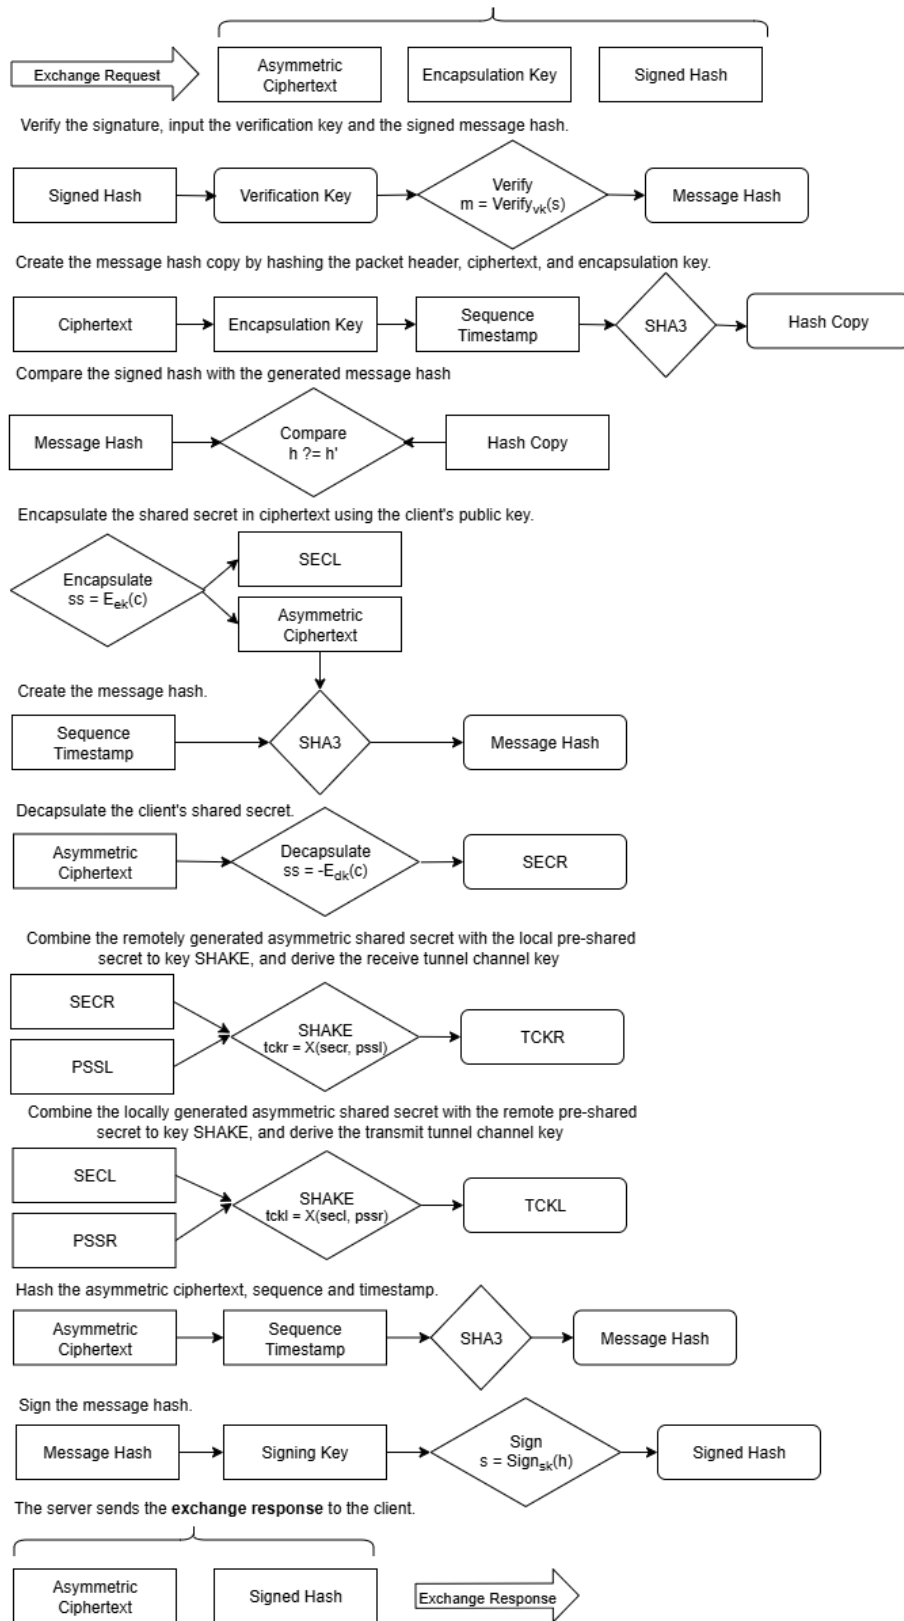 Exchange Request
Asymmetric
Ciphertext
Encapsulation Key
Signed Hash
Verify the signature, input the verification key and the signed message hash.
Signed Hash
Verification Key
Verify
m = Verifyvk(s)
Message Hash
Create the message hash copy by hashing the packet header, ciphertext, and encapsulation key.
Ciphertext
Encapsulation Key
Sequence
Timestamp
SHA3
Hash Copy
Compare the signed hash with the generated message hash
Message Hash
Compare
h ?= h'
Hash Copy
Encapsulate the shared secret in ciphertext using the client's public key.
Encapsulate
ss = Eek(c)
SECL
Asymmetric
Ciphertext
Create the message hash.
Sequence
Timestamp
SHA3
Message Hash
Decapsulate the client's shared secret.
Asymmetric
Ciphertext
Decapsulate
ss = -Edk(c)
SECR
Combine the remotely generated asymmetric shared secret with the local pre-shared
secret to key SHAKE, and derive the receive tunnel channel key
SECR
PSSL
SHAKE
tckr = X(secr, pssl)
TCKR
Combine the locally generated asymmetric shared secret with the remote pre-shared
secret to key SHAKE, and derive the transmit tunnel channel key
SECL
PSSR
SHAKE
tckl = X(secl, pssr)
TCKL
Hash the asymmetric ciphertext, sequence and timestamp.
Asymmetric
Ciphertext
Sequence
Timestamp
SHA3
Message Hash
Sign the message hash.
Message Hash
Signing Key
Sign
s = Signsk(h)
Signed Hash
The server sends the exchange response to the client.
Asymmetric
Ciphertext
Signed Hash
Exchange Response